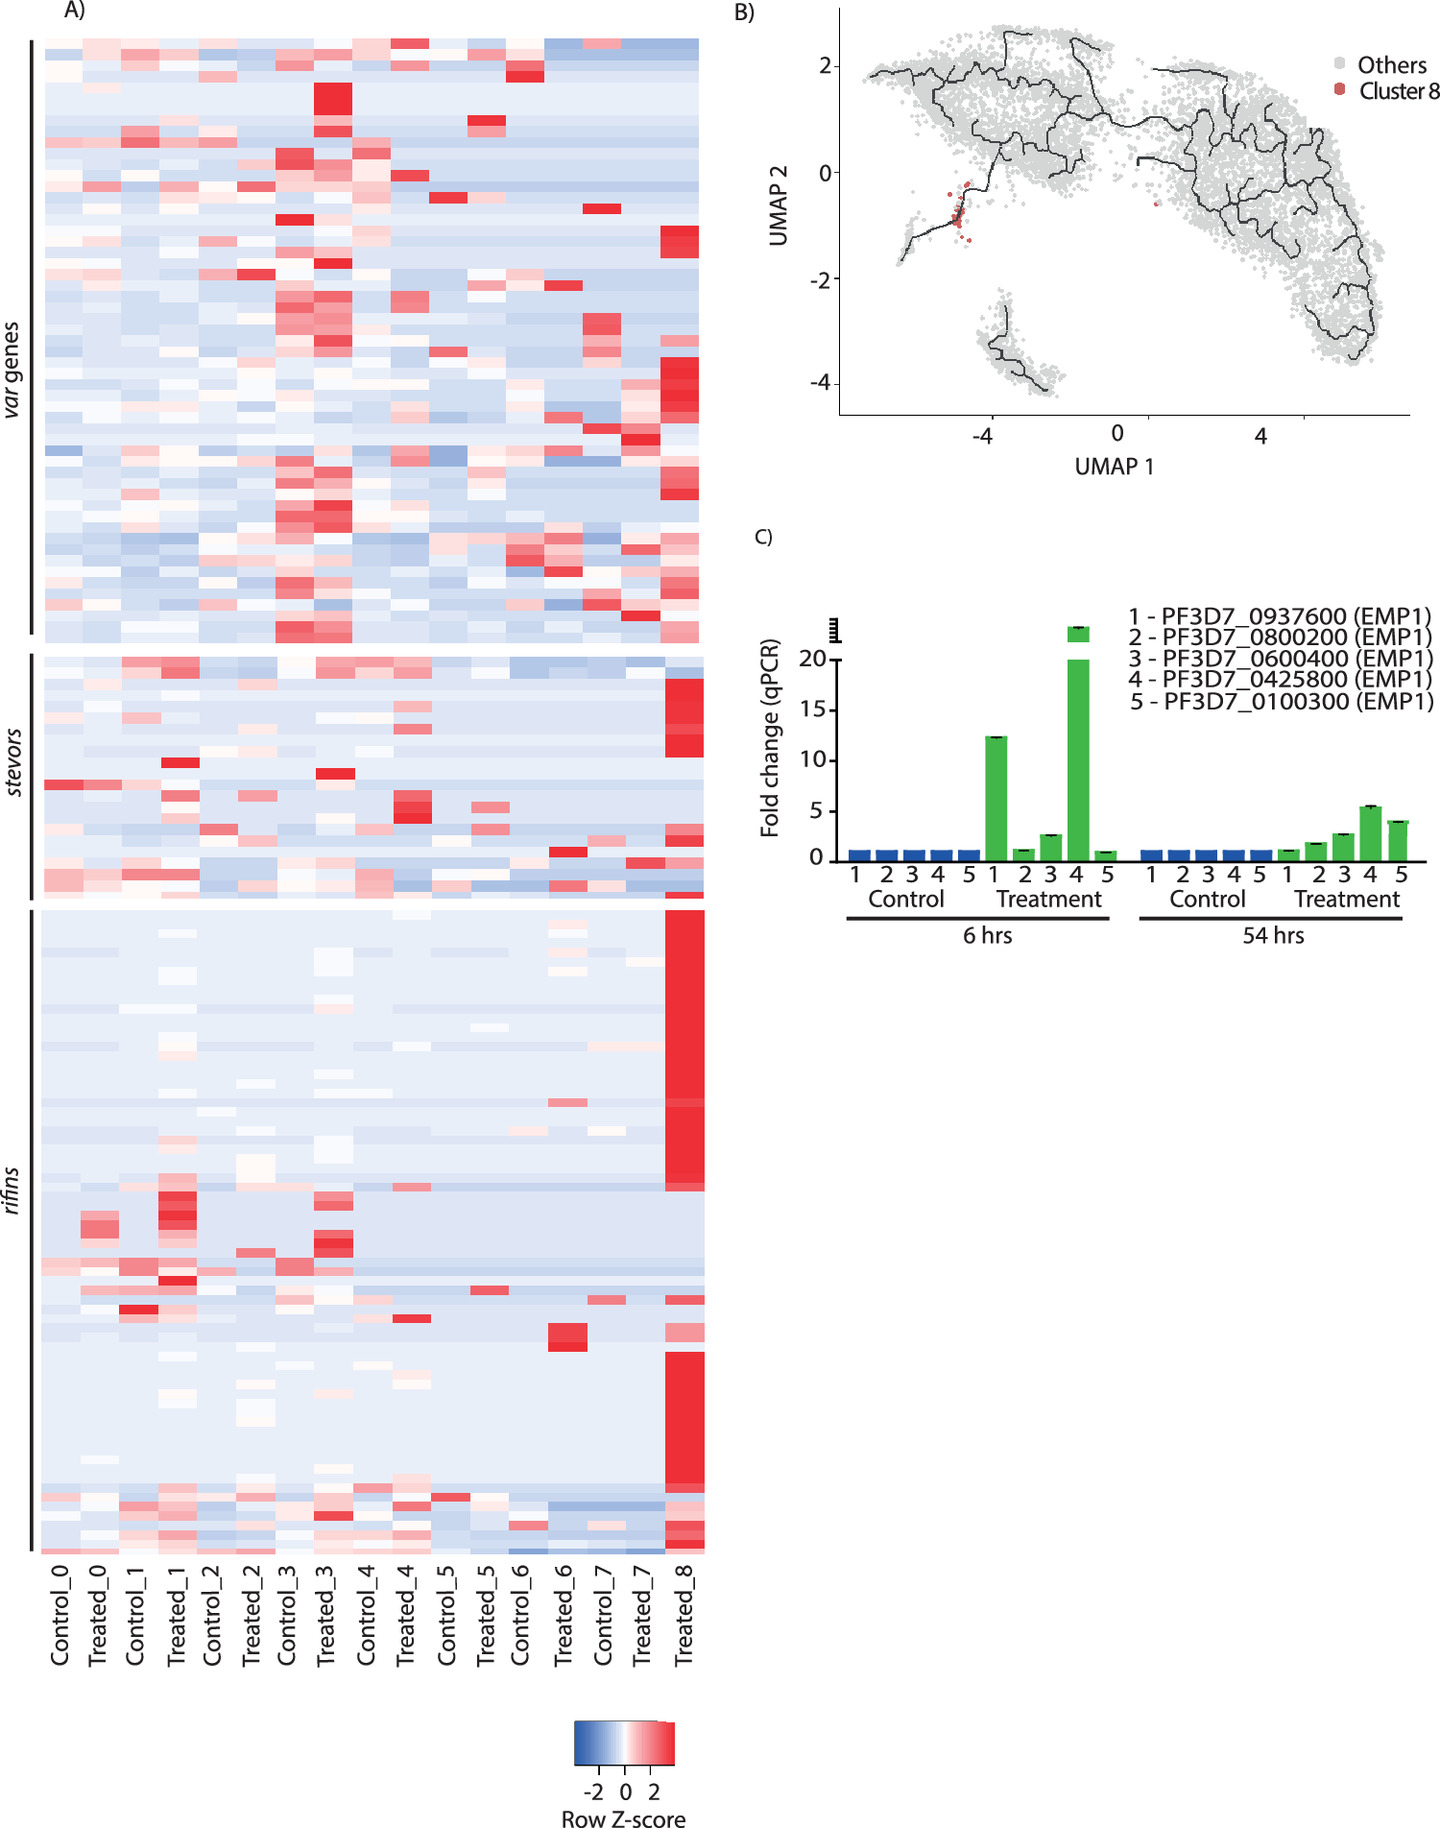 A)
var genes
stevors
rifins
Control_0
Treated_0
Control_1
Treated_1
Control_2
Treated_2
Control_3
Treated_3
Control_4
Treated_4
Control_5
Treated_5
Control_6
Treated_6
Control_7
Treated_7
Treated_8
-2 0 2
Row Z-score
B)
UMAP 2
2
0
-2
-4
-4 0 4
UMAP 1
Others
Cluster 8
C)
Fold change (qPCR)
20
15
10
5
0
1 - PF3D7_0937600 (EMP1)
2 - PF3D7_0800200 (EMP1)
3 - PF3D7_0600400 (EMP1)
4 - PF3D7_0425800 (EMP1)
5 - PF3D7_0100300 (EMP1)
1 2 3 4 5 1 2 3 4 5 1 2 3 4 5 1 2 3 4 5
Control Treatment Control Treatment
6 hrs 54 hrs